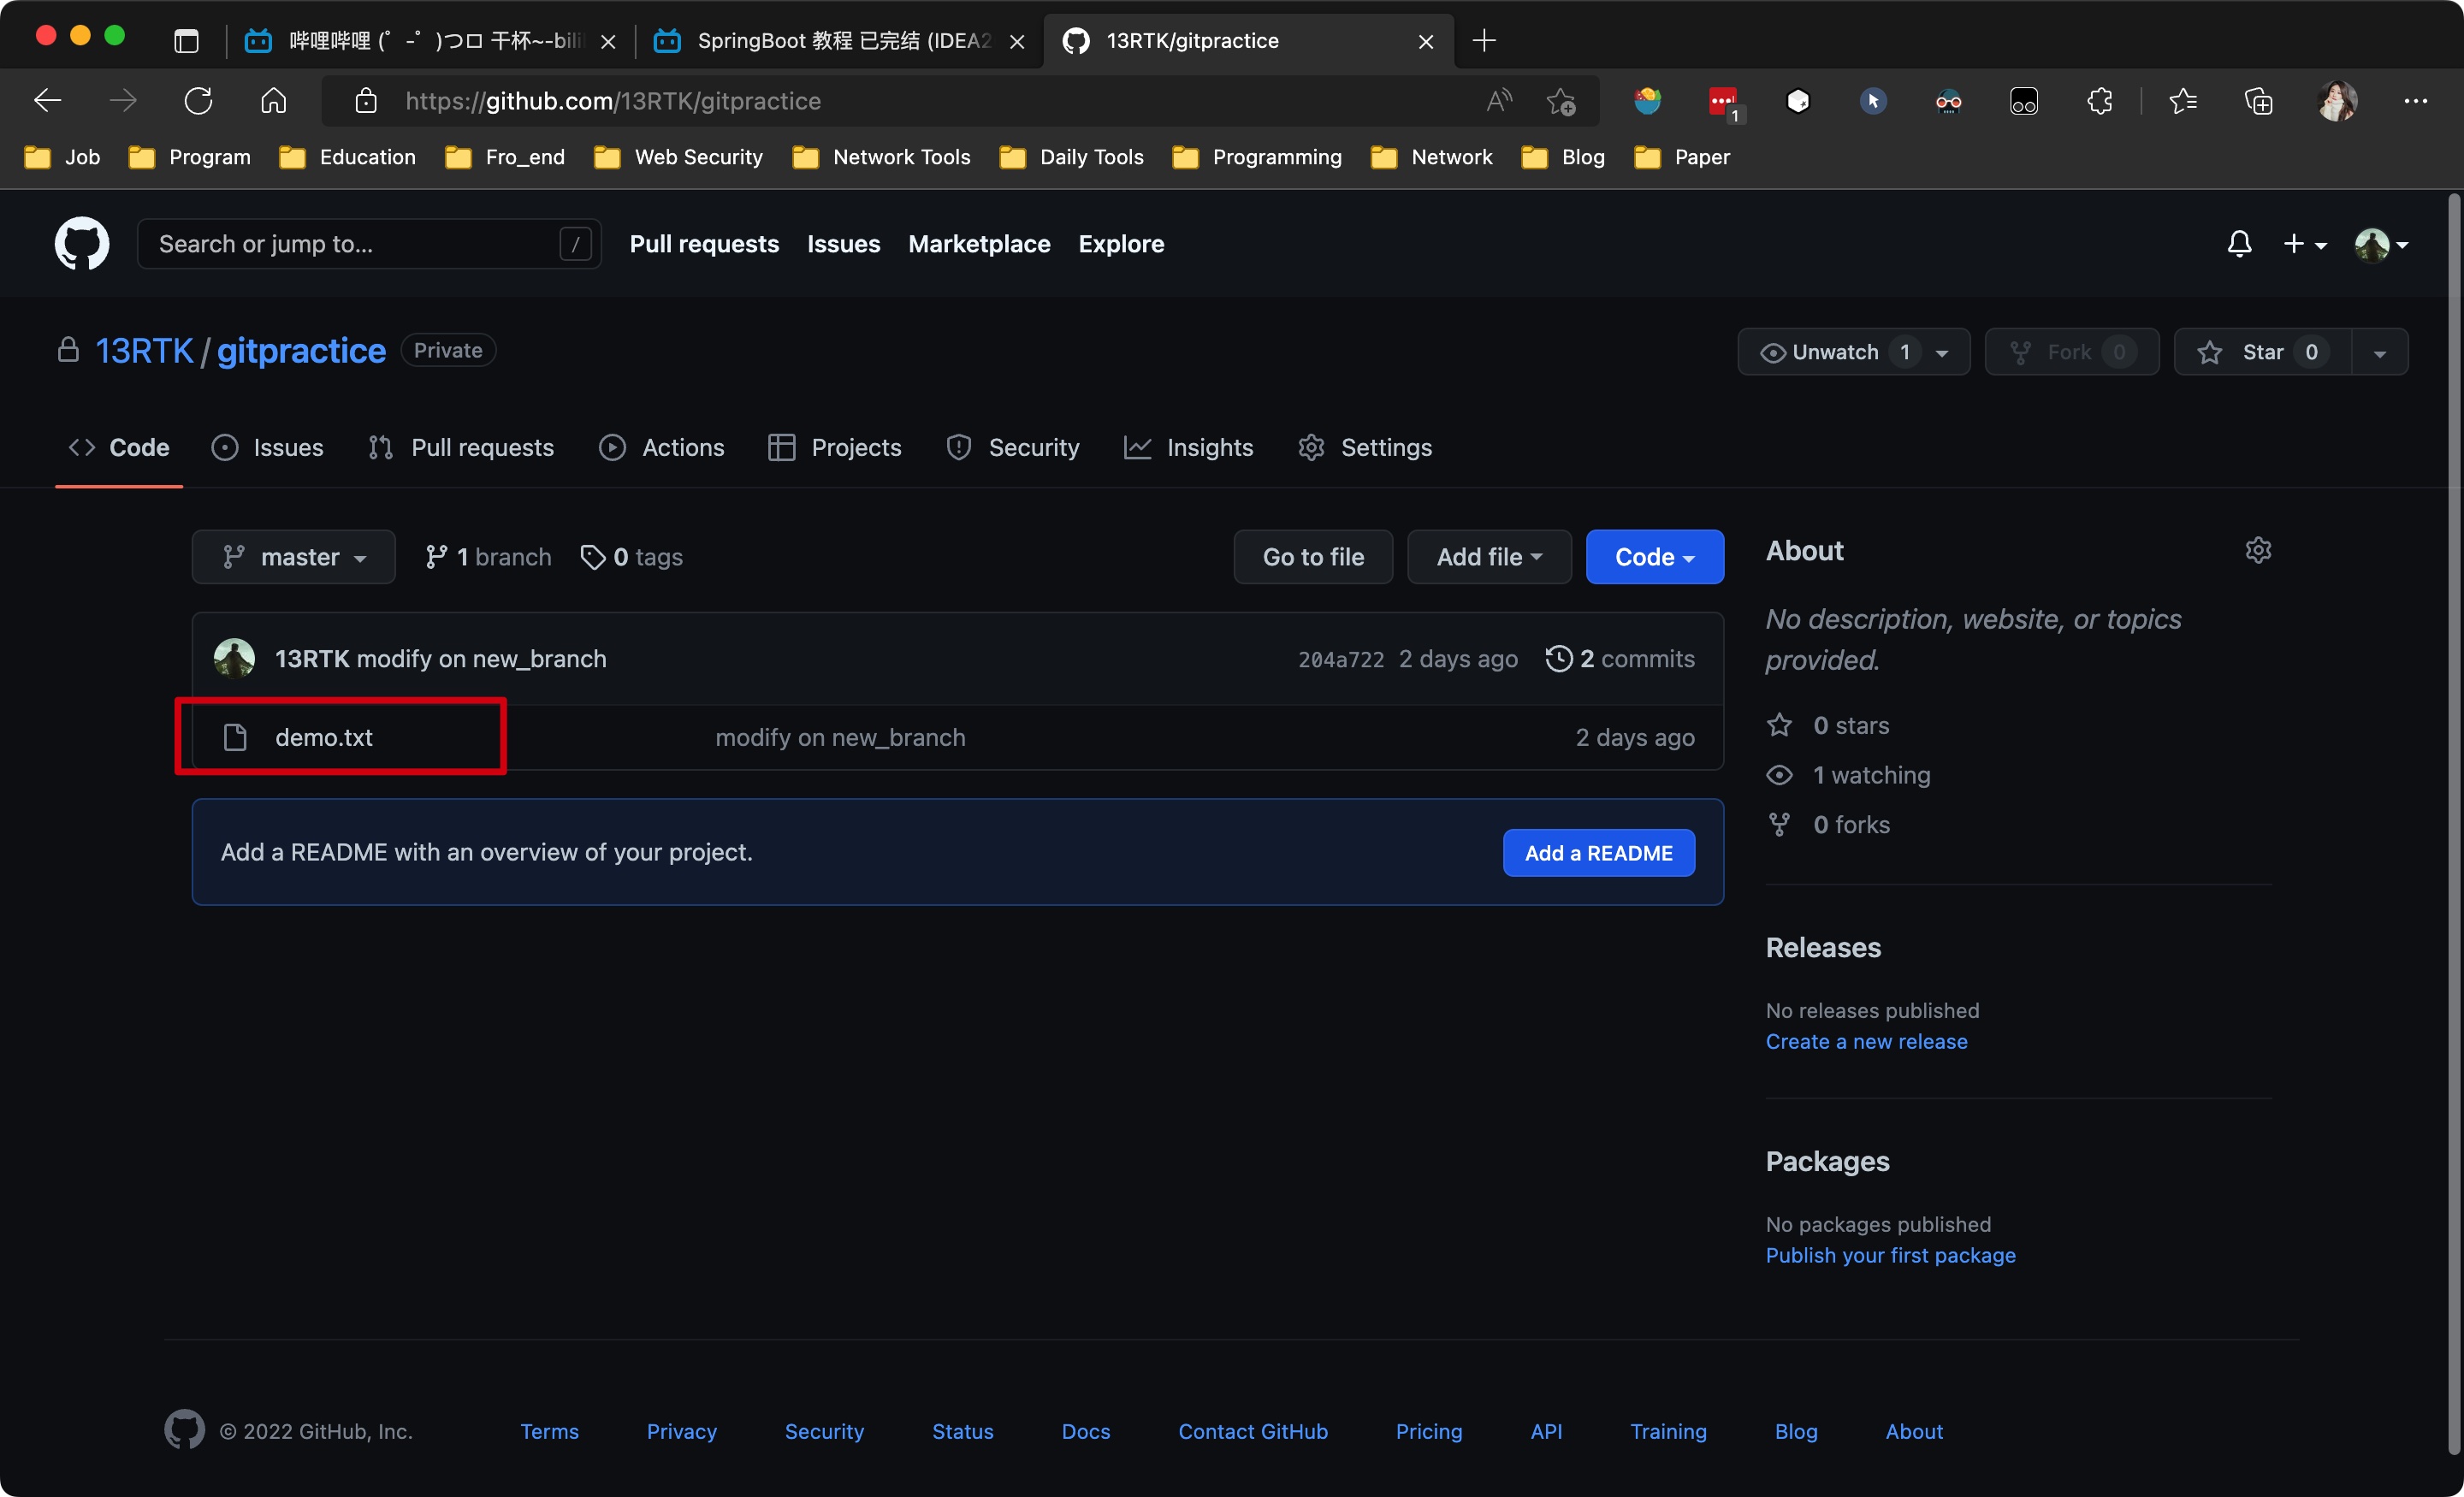 哔哩哔哩 (゜-゜)つロ 干杯~-bili
SpringBoot 教程 已完结 (IDEA2
13RTK/gitpractice
https://github.com/13RTK/gitpractice
1
Job
Program
Education
Fro_end
Web Security
Network Tools
Daily Tools
Programming
Network
Blog
Paper
Search or jump to...
/
Pull requests
Issues
Marketplace
Explore
13RTK / gitpractice
Private
Unwatch 1
Fork 0
Star 0
Code
Issues
Pull requests
Actions
Projects
Security
Insights
Settings
master
1 branch
0 tags
Go to file
Add file
Code
13RTK modify on new_branch
204a722 2 days ago
2 commits
demo.txt
modify on new_branch
2 days ago
Add a README with an overview of your project.
Add a README
About
No description, website, or topics
provided.
0 stars
1 watching
0 forks
Releases
No releases published
Create a new release
Packages
No packages published
Publish your first package
© 2022 GitHub, Inc.
Terms
Privacy
Security
Status
Docs
Contact GitHub
Pricing
API
Training
Blog
About